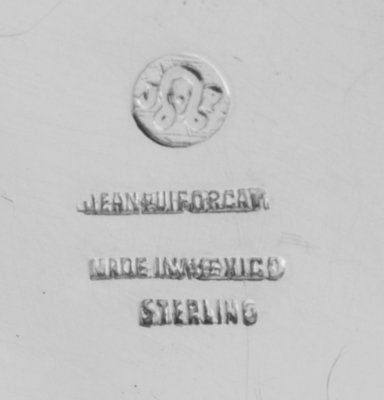 JEAN PUIFORCAT
MADE IN MEXICO
STERLING